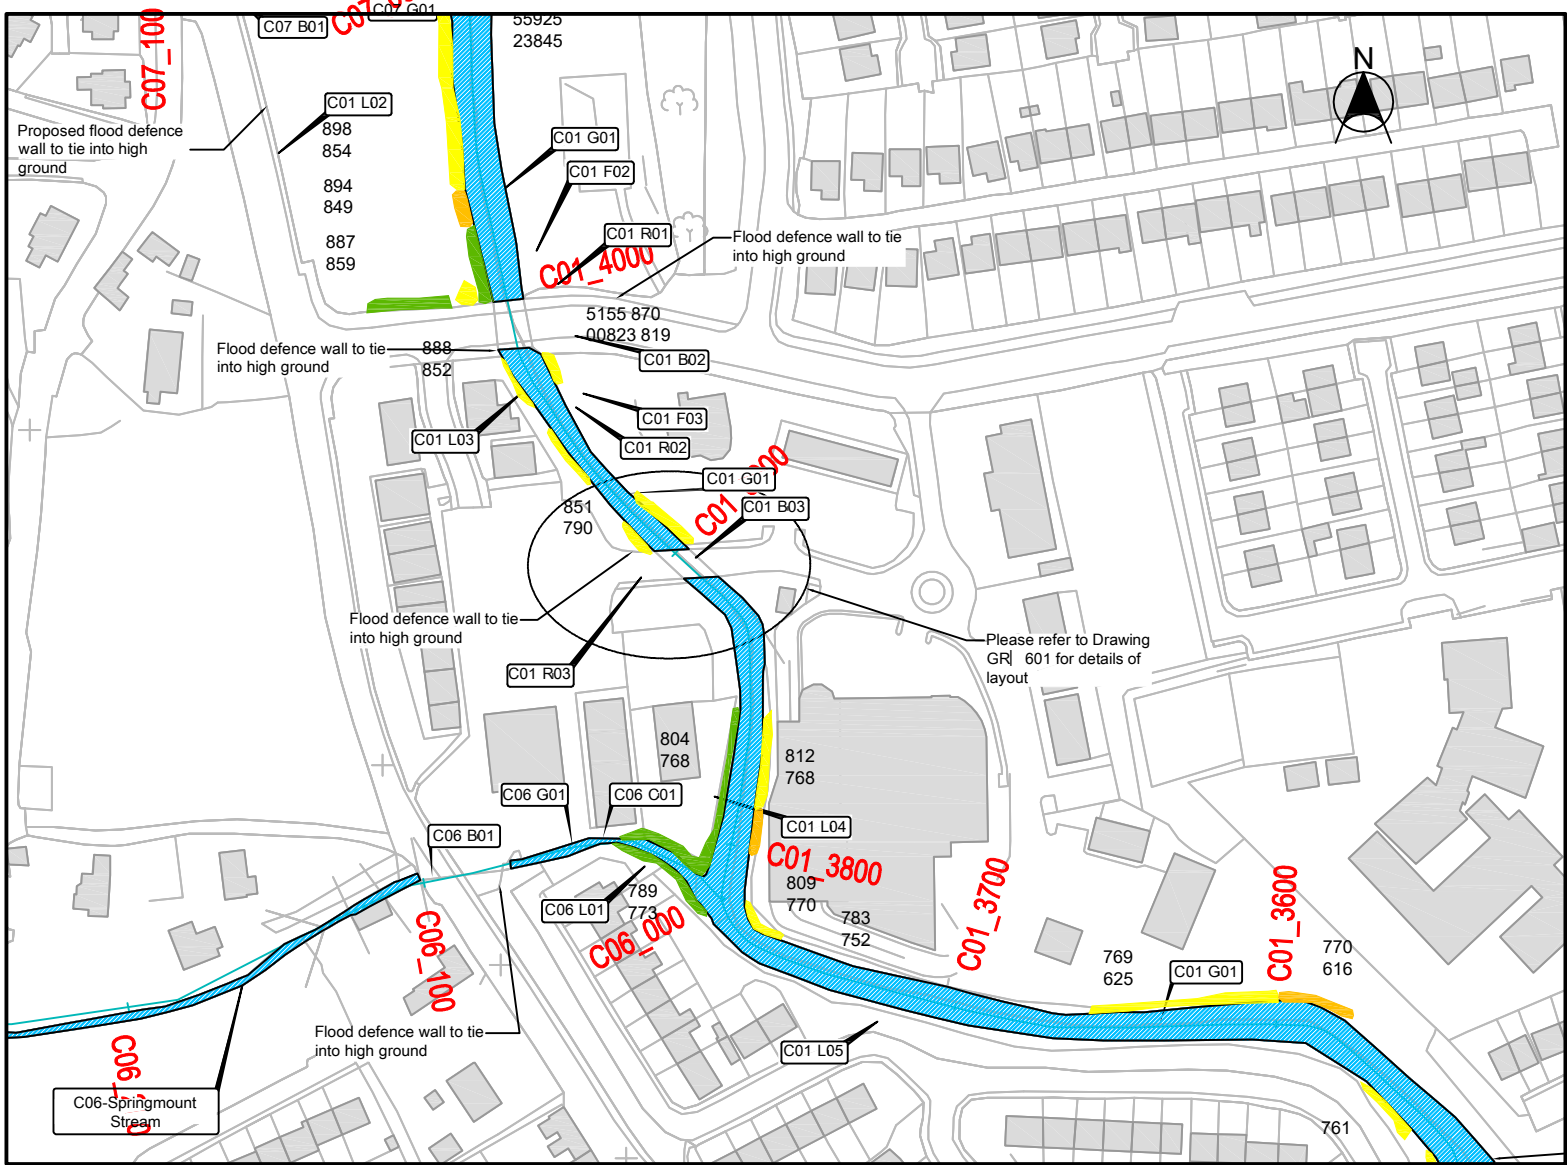 C07_100
C07 B01
C07 G01
55925
23845
N
C01 L02
Proposed flood defence
wall to tie into high
ground
898
854
894
849
887
859
C01 G01
C01 F02
C01 R01
C01_4000
Flood defence wall to tie
into high ground
5155 870
00823 819
C01 B02
Flood defence wall to tie
into high ground
888
852
C01 F03
C01 R02
C01 L03
C01 G01
C01 B03
851
790
Flood defence wall to tie
into high ground
C01 R03
Please refer to Drawing
GR 601 for details of
layout
804
768
812
768
C06 G01
C06 C01
C06 B01
C01 L04
C01_3800
809
770
783
752
C01_3700
C01_3600
C06 L01
789
773
C06_000
C06_100
769
625
C01 G01
770
616
Flood defence wall to tie
into high ground
C01 L05
C06-Springmount
Stream
761